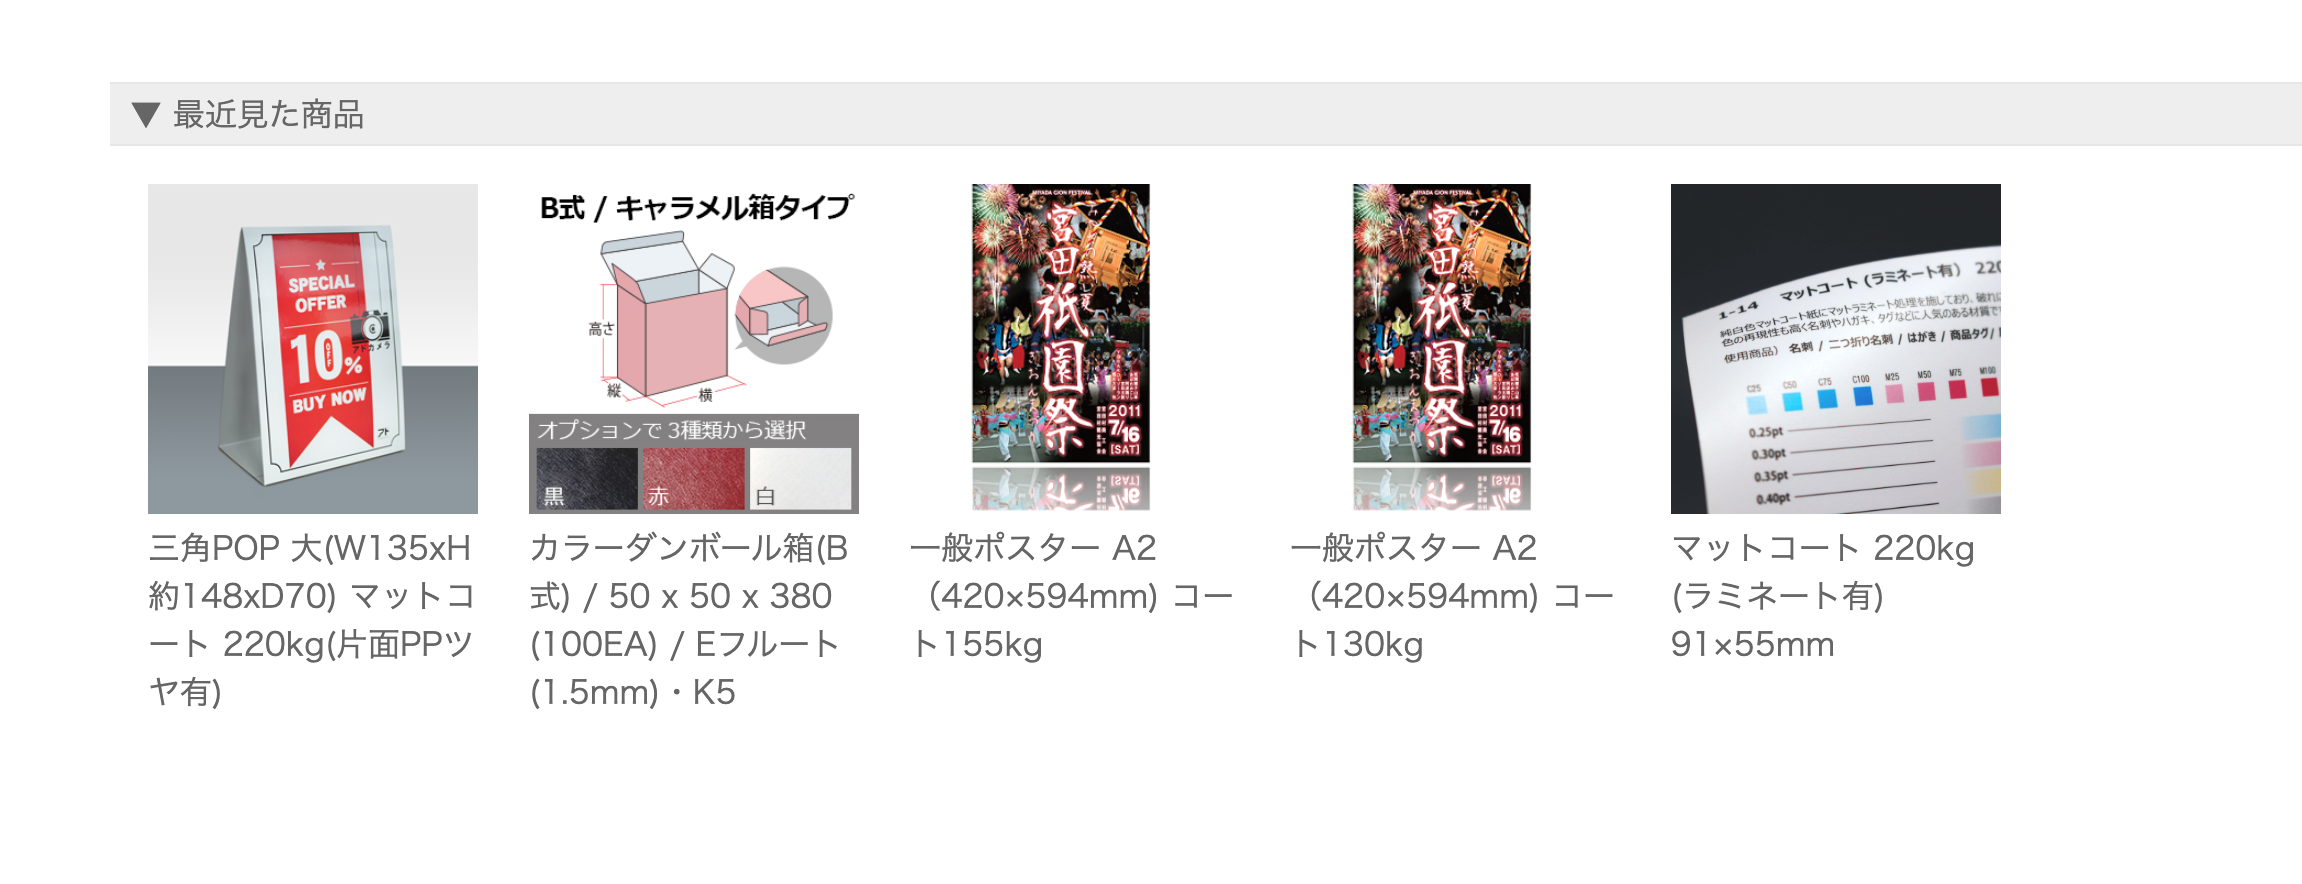 ▼ 最近見た商品
SPECIAL
OFFER
10%
OFF
BUY NOW
アドカメラ
アト
三角POP 大(W135xH
約148xD70) マットコ
ート 220kg(片面PPツ
ヤ有)
B式 / キャラメル箱タイプ
高さ
縦
横
オプションで 3種類から選択
黒
赤
白
カラーダンボール箱(B
式) / 50 x 50 x 380
(100EA) / Eフルート
(1.5mm)・K5
MIYADA GION FESTIVAL
宮田祇園祭
2011
7/16
[SAT]
一般ポスター A2
（420×594mm) コー
ト155kg
MIYADA GION FESTIVAL
宮田祇園祭
2011
7/16
[SAT]
一般ポスター A2
（420×594mm) コー
ト130kg
1-14 マットコート (ラミネート有) 220
純白色マットコート紙にマットラミネート処理を施しており、破れに
色の再現性も高く名刺やハガキ、タグなどに人気のある材質で
使用商品) 名刺 / 二つ折り名刺 / はがき / 商品タグ/
C25 C50 C75 C100 M25 M50 M75 M100
0.25pt
0.30pt
0.35pt
0.40pt
マットコート 220kg
(ラミネート有)
91×55mm